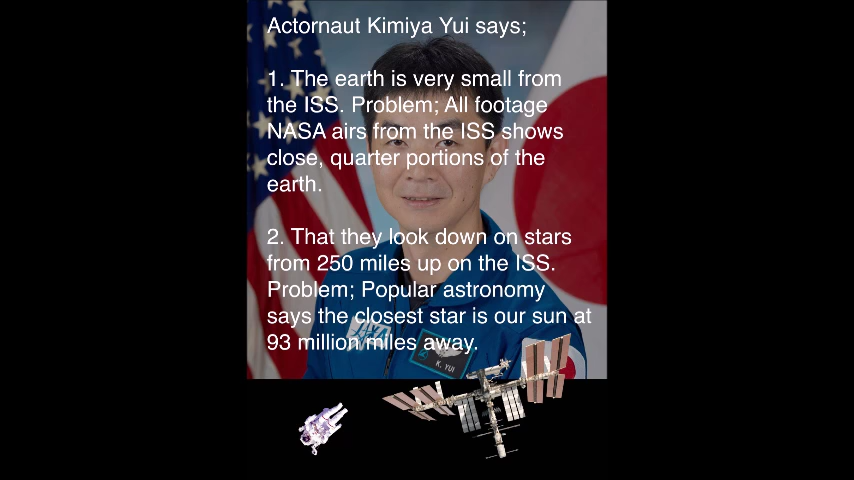 Actornaut Kimiya Yui says;
1. The earth is very small from
the ISS. Problem; All footage
NASA airs from the ISS shows
close, quarter portions of the
earth.
2. That they look down on stars
from 250 miles up on the ISS.
Problem; Popular astronomy
says the closest star is our sun at
93 million miles away.
K. YUI